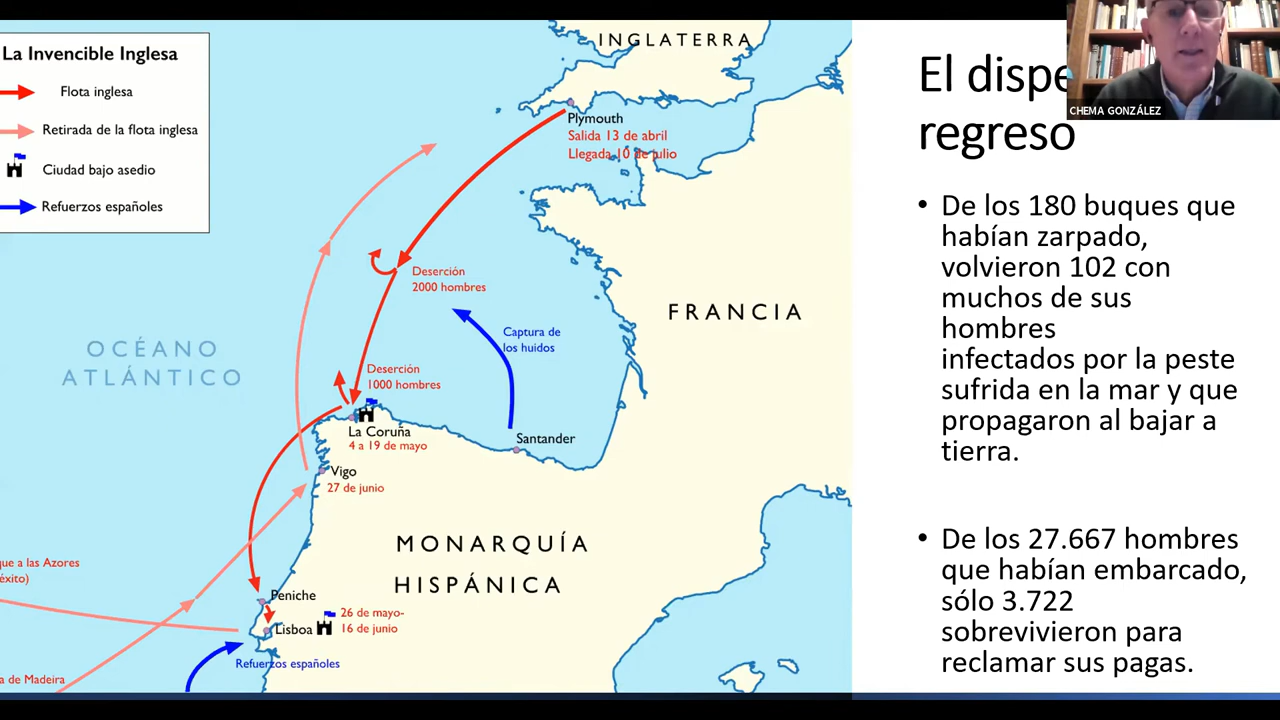 La Invencible Inglesa
Flota inglesa
Retirada de la flota inglesa
Ciudad bajo asedio
Refuerzos españoles
INGLATERRA
Plymouth
Salida 13 de abril
Llegada 10 de julio
Deserción
2000 hombres
FRANCIA
Captura de
los huidos
OCÉANO
ATLÁNTICO
Deserción
1000 hombres
La Coruña
4 a 19 de mayo
Santander
Vigo
27 de junio
MONARQUÍA
HISPÁNICA
que a las Azores
éxito)
Peniche
Lisboa
26 de mayo-
16 de junio
Refuerzos españoles
a de Madeira
El
regreso
CHEMA GONZÁLEZ
• De los 180 buques que
habían zarpado,
volvieron 102 con
muchos de sus
hombres
infectados por la peste
sufrida en la mar y que
propagaron al bajar a
tierra.
• De los 27.667 hombres
que habían embarcado,
sólo 3.722
sobrevivieron para
reclamar sus pagas.